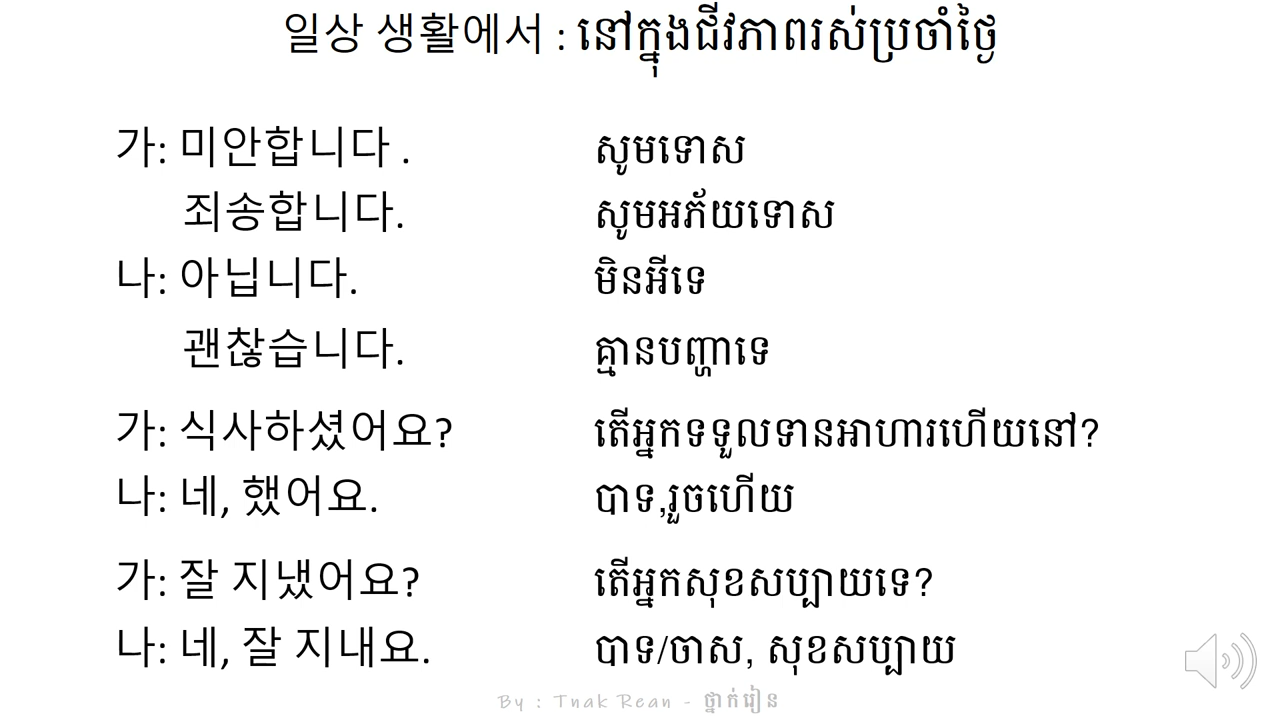 일상 생활에서 : នៅក្នុងជីវភាពរស់ប្រចាំថ្ងៃ
가: 미안합니다 . សូមទោស
죄송합니다. សូមអភ័យទោស
나: 아닙니다. មិនអីទេ
괜찮습니다. គ្មានបញ្ហាទេ
가: 식사하셨어요? តើអ្នកទទួលទានអាហារហើយនៅ?
나: 네, 했어요. បាទ,រួចហើយ
가: 잘 지냈어요? តើអ្នកសុខសប្បាយទេ?
나: 네, 잘 지내요. បាទ/ចាស, សុខសប្បាយ
By : Tnak Rean - ថ្នាក់រៀន